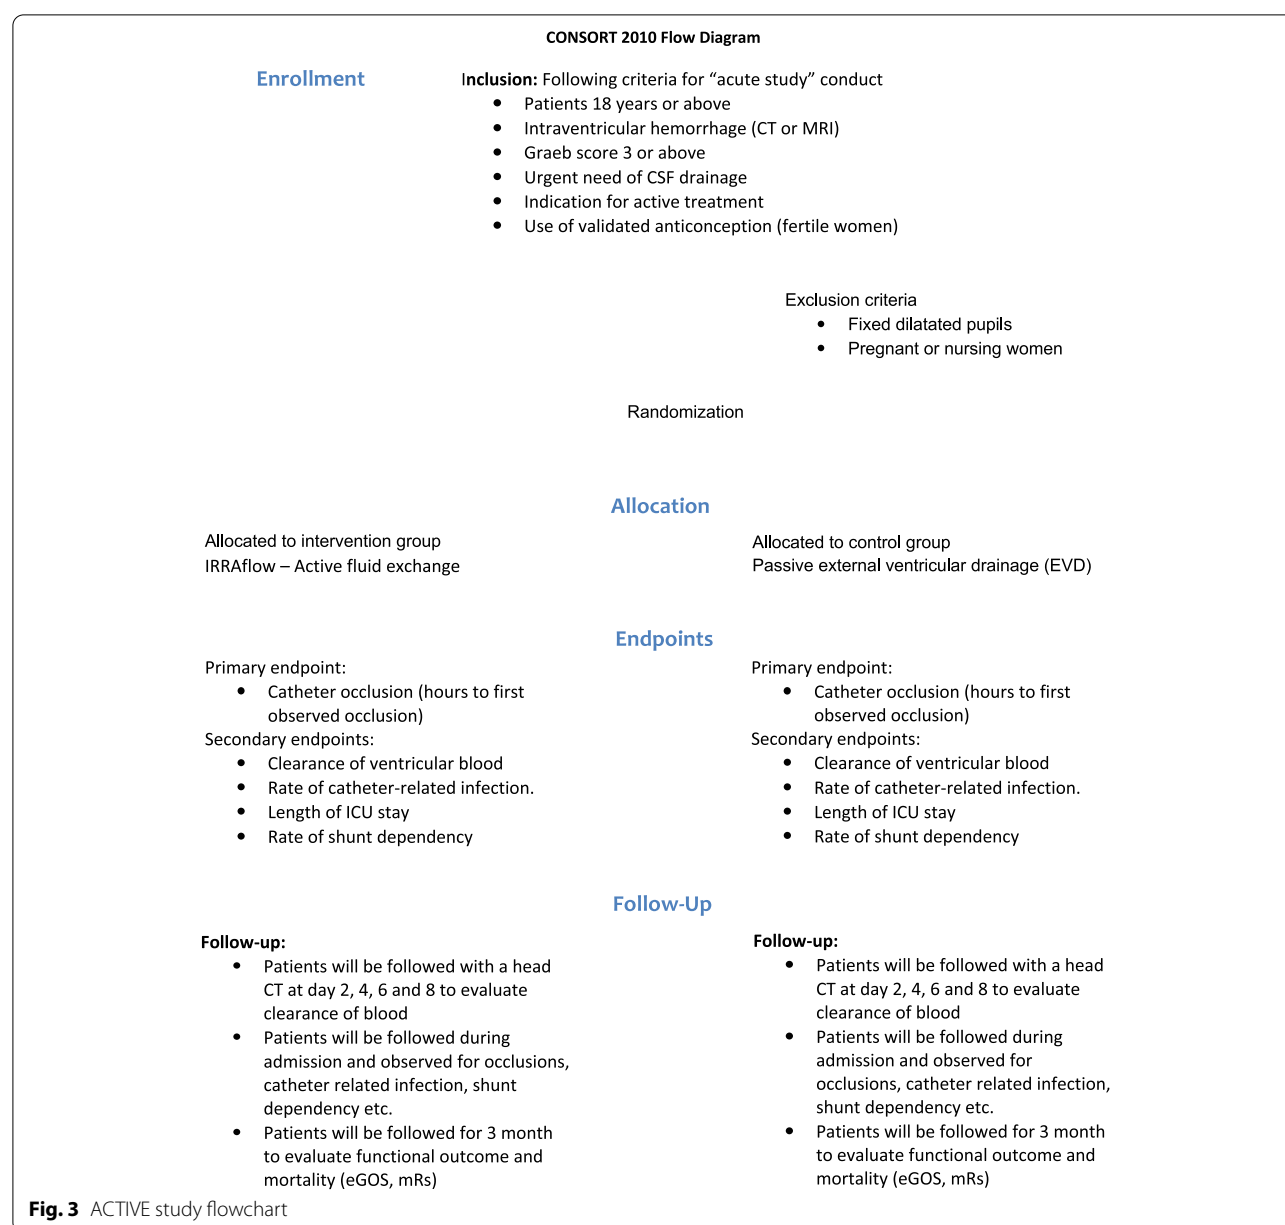 CONSORT 2010 Flow Diagram
Enrollment
Inclusion: Following criteria for “acute study” conduct
• Patients 18 years or above
• Intraventricular hemorrhage (CT or MRI)
• Graeb score 3 or above
• Urgent need of CSF drainage
• Indication for active treatment
• Use of validated anticonception (fertile women)
Exclusion criteria
• Fixed dilatated pupils
• Pregnant or nursing women
Randomization
Allocation
Allocated to intervention group
IRRAflow – Active fluid exchange
Allocated to control group
Passive external ventricular drainage (EVD)
Endpoints
Primary endpoint:
• Catheter occlusion (hours to first
observed occlusion)
Secondary endpoints:
• Clearance of ventricular blood
• Rate of catheter-related infection.
• Length of ICU stay
• Rate of shunt dependency
Primary endpoint:
• Catheter occlusion (hours to first
observed occlusion)
Secondary endpoints:
• Clearance of ventricular blood
• Rate of catheter-related infection.
• Length of ICU stay
• Rate of shunt dependency
Follow-Up
Follow-up:
• Patients will be followed with a head
CT at day 2, 4, 6 and 8 to evaluate
clearance of blood
• Patients will be followed during
admission and observed for occlusions,
catheter related infection, shunt
dependency etc.
• Patients will be followed for 3 month
to evaluate functional outcome and
mortality (eGOS, mRs)
Follow-up:
• Patients will be followed with a head
CT at day 2, 4, 6 and 8 to evaluate
clearance of blood
• Patients will be followed during
admission and observed for
occlusions, catheter related infection,
shunt dependency etc.
• Patients will be followed for 3 month
to evaluate functional outcome and
mortality (eGOS, mRs)
Fig. 3 ACTIVE study flowchart